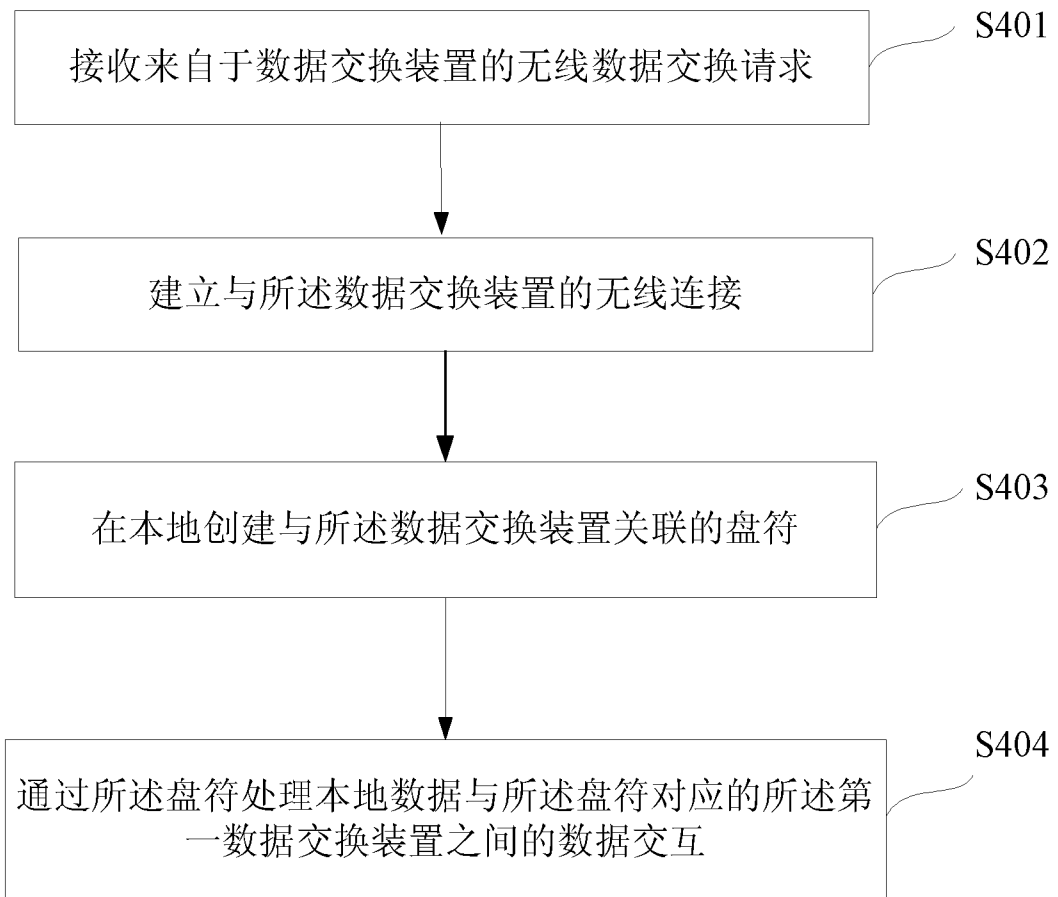 接收来自于数据交换装置的无线数据交换请求
S401
建立与所述数据交换装置的无线连接
S402
在本地创建与所述数据交换装置关联的盘符
S403
通过所述盘符处理本地数据与所述盘符对应的所述第
一数据交换装置之间的数据交互
S404